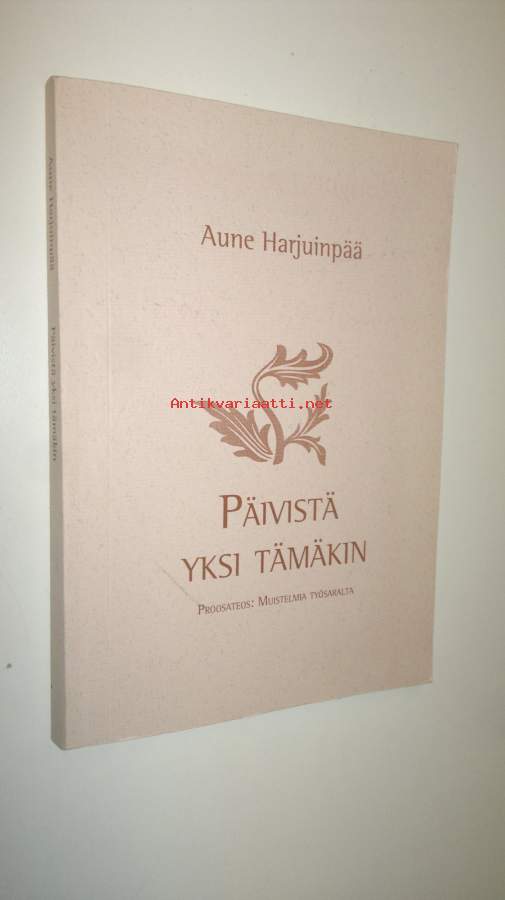 Aune Harjuinpää
Antikvariaatti.net
PÄIVISTÄ
YKSI TÄMÄKIN
PROOSATEOS: MUISTELMIA TYÖSARALTA
Aune Harjuinpää
Päivistä yksi tämäkin